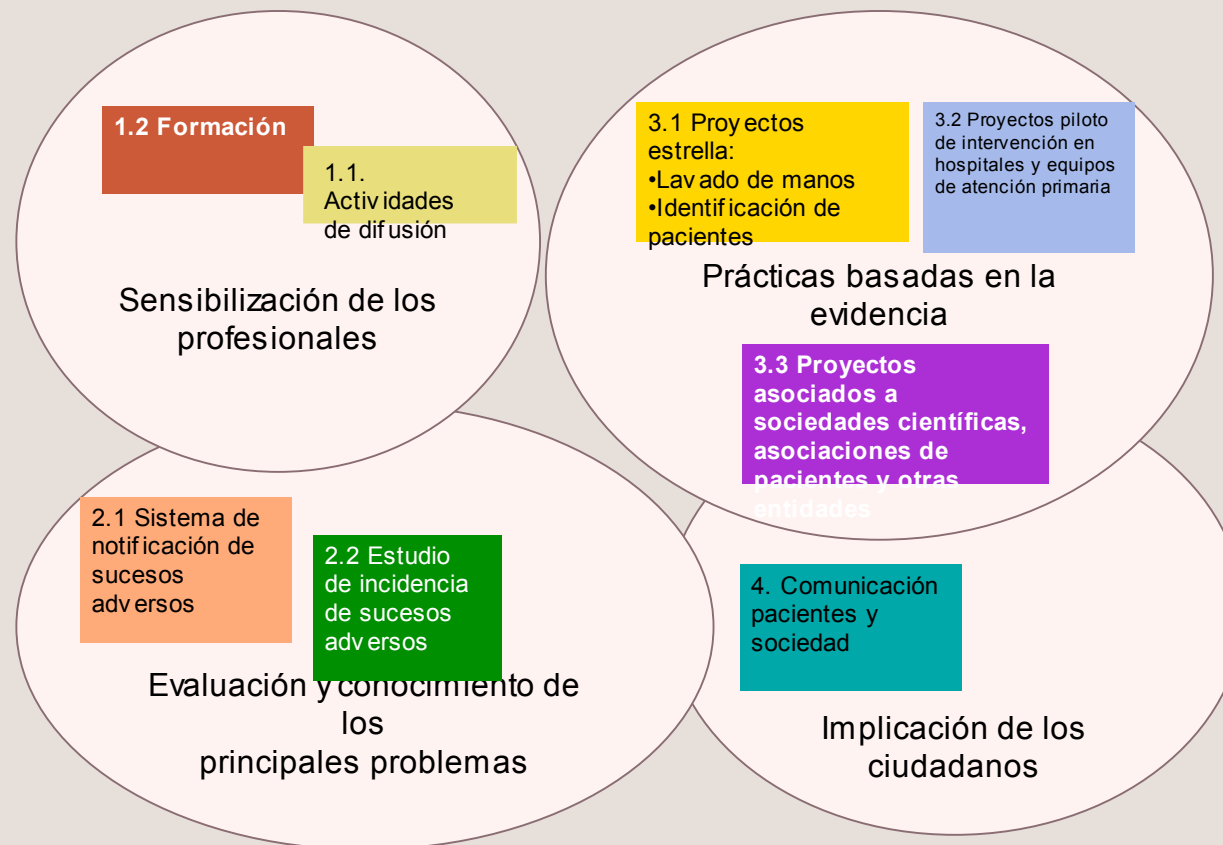 1.2 Formación
1.1.
Actividades
de difusión
Sensibilización de los
profesionales
3.1 Proyectos
estrella:
•Lavado de manos
•Identificación de
pacientes
3.2 Proyectos piloto
de intervención en
hospitales y equipos
de atención primaria
Prácticas basadas en la
evidencia
3.3 Proyectos
asociados a
sociedades científicas,
asociaciones de
pacientes y otras
entidades
2.1 Sistema de
notificación de
sucesos
adversos
2.2 Estudio
de incidencia
de sucesos
adversos
Evaluación y conocimiento de
los
principales problemas
4. Comunicación
pacientes y
sociedad
Implicación de los
ciudadanos